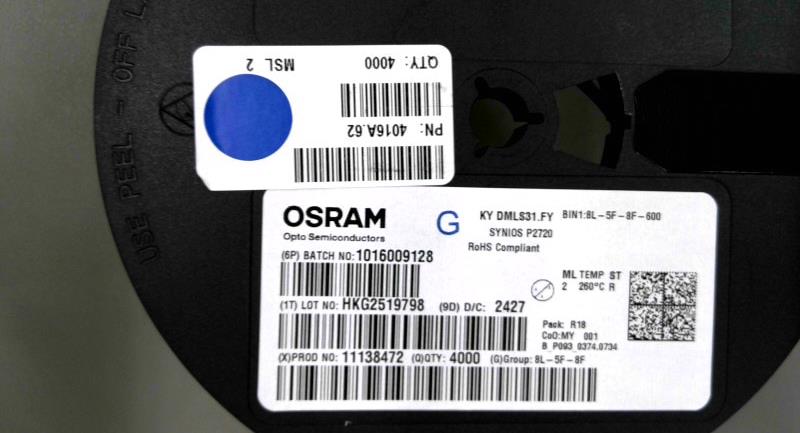 USE PEEL - OFF LA
QTY: 4000
MSL 2
PN: 4016A.62
OSRAM
Opto Semiconductors
G
KY DMLS31.FY BIN1:8L-5F-8F-600
SYNIOS P2720
RoHS Compliant
(6P) BATCH NO:1016009128
ML TEMP ST
2 260°C R
(1T) LOT NO: HKG2519798 (9D) D/C: 2427
Pack: R18
CoO:MY 001
B_P093_0374.0734
(X)PROD NO: 11138472 (Q)QTY: 4000 (G)Group: 8L-5F-8F